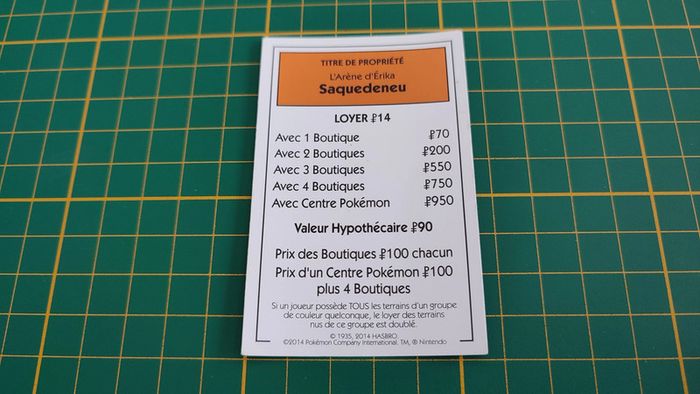 TITRE DE PROPRIÉTÉ
L'Arène d'Érika
Saquedeneu
LOYER ₽14
Avec 1 Boutique ₽70
Avec 2 Boutiques ₽200
Avec 3 Boutiques ₽550
Avec 4 Boutiques ₽750
Avec Centre Pokémon ₽950
Valeur Hypothécaire ₽90
Prix des Boutiques ₽100 chacun
Prix d'un Centre Pokémon ₽100
plus 4 Boutiques
Si un joueur possède TOUS les terrains d'un groupe
de couleur quelconque, le loyer des terrains
nus de ce groupe est doublé.
© 1935, 2014 HASBRO.
©2014 Pokémon Company International. TM, ® Nintendo